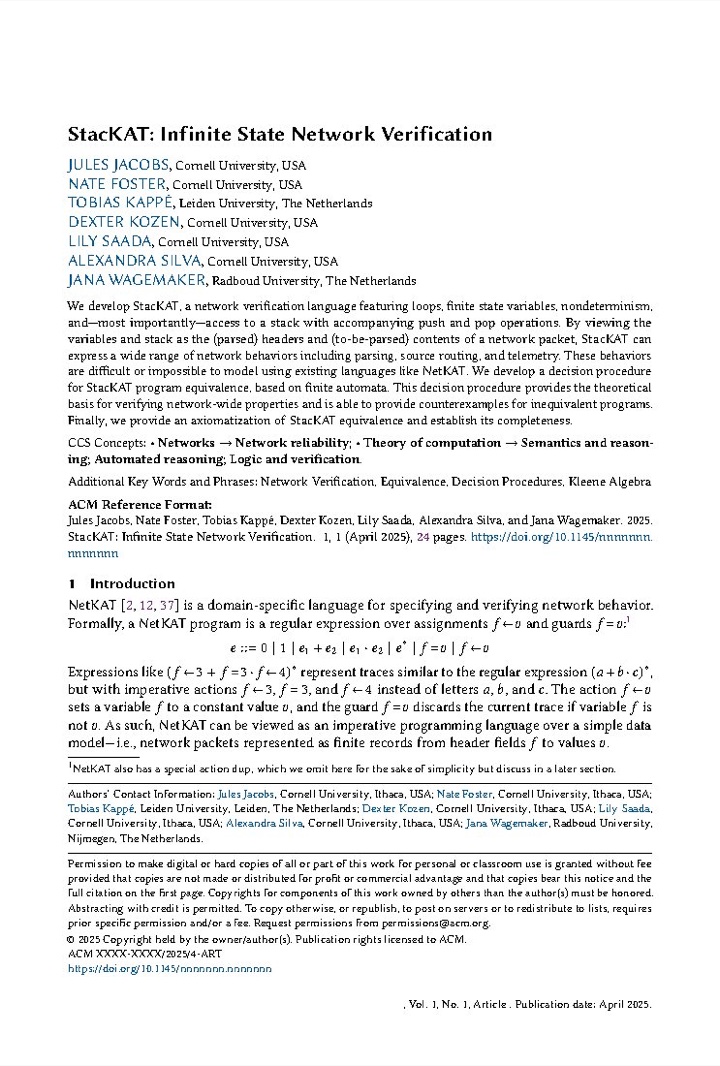 StacKAT: Infinite State Network Verification
JULES JACOBS, Cornell University, USA
NATE FOSTER, Cornell University, USA
TOBIAS KAPPÉ, Leiden University, The Netherlands
DEXTER KOZEN, Cornell University, USA
LILY SAADA, Cornell University, USA
ALEXANDRA SILVA, Cornell University, USA
JANA WAGEMAKER, Radboud University, The Netherlands
We develop StacKAT, a network verification language featuring loops, finite state variables, nondeterminism,
and—most importantly—access to a stack with accompanying push and pop operations. By viewing the
variables and stack as the (parsed) headers and (to-be-parsed) contents of a network packet, StacKAT can
express a wide range of network behaviors including parsing, source routing, and telemetry. These behaviors
are difficult or impossible to model using existing languages like NetKAT. We develop a decision procedure
for StacKAT program equivalence, based on finite automata. This decision procedure provides the theoretical
basis for verifying network-wide properties and is able to provide counterexamples for inequivalent programs.
Finally, we provide an axiomatization of StacKAT equivalence and establish its completeness.
CCS Concepts: • Networks → Network reliability; • Theory of computation → Semantics and reason-
ing; Automated reasoning; Logic and verification.
Additional Key Words and Phrases: Network Verification, Equivalence, Decision Procedures, Kleene Algebra
ACM Reference Format:
Jules Jacobs, Nate Foster, Tobias Kappé, Dexter Kozen, Lily Saada, Alexandra Silva, and Jana Wagemaker. 2025.
StacKAT: Infinite State Network Verification. 1, 1 (April 2025), 24 pages. https://doi.org/10.1145/nnnnnnn.
nnnnnnn
1 Introduction
NetKAT [2, 12, 37] is a domain-specific language for specifying and verifying network behavior.
Formally, a NetKAT program is a regular expression over assignments f←v and guards f=v:¹
e ::= 0 | 1 | e₁ + e₂ | e₁ · e₂ | e* | f=v | f←v
Expressions like (f←3 + f=3 · f←4)* represent traces similar to the regular expression (a + b · c)*,
but with imperative actions f←3, f=3, and f←4 instead of letters a, b, and c. The action f←v
sets a variable f to a constant value v, and the guard f=v discards the current trace if variable f is
not v. As such, NetKAT can be viewed as an imperative programming language over a simple data
model—i.e., network packets represented as finite records from header fields f to values v.
¹NetKAT also has a special action dup, which we omit here for the sake of simplicity but discuss in a later section.
Authors' Contact Information: Jules Jacobs, Cornell University, Ithaca, USA; Nate Foster, Cornell University, Ithaca, USA;
Tobias Kappé, Leiden University, Leiden, The Netherlands; Dexter Kozen, Cornell University, Ithaca, USA; Lily Saada,
Cornell University, Ithaca, USA; Alexandra Silva, Cornell University, Ithaca, USA; Jana Wagemaker, Radboud University,
Nijmegen, The Netherlands.
Permission to make digital or hard copies of all or part of this work for personal or classroom use is granted without fee
provided that copies are not made or distributed for profit or commercial advantage and that copies bear this notice and the
full citation on the first page. Copyrights for components of this work owned by others than the author(s) must be honored.
Abstracting with credit is permitted. To copy otherwise, or republish, to post on servers or to redistribute to lists, requires
prior specific permission and/or a fee. Request permissions from permissions@acm.org.
© 2025 Copyright held by the owner/author(s). Publication rights licensed to ACM.
ACM XXXX-XXXX/2025/4-ART
https://doi.org/10.1145/nnnnnnn.nnnnnnn
, Vol. 1, No. 1, Article . Publication date: April 2025.